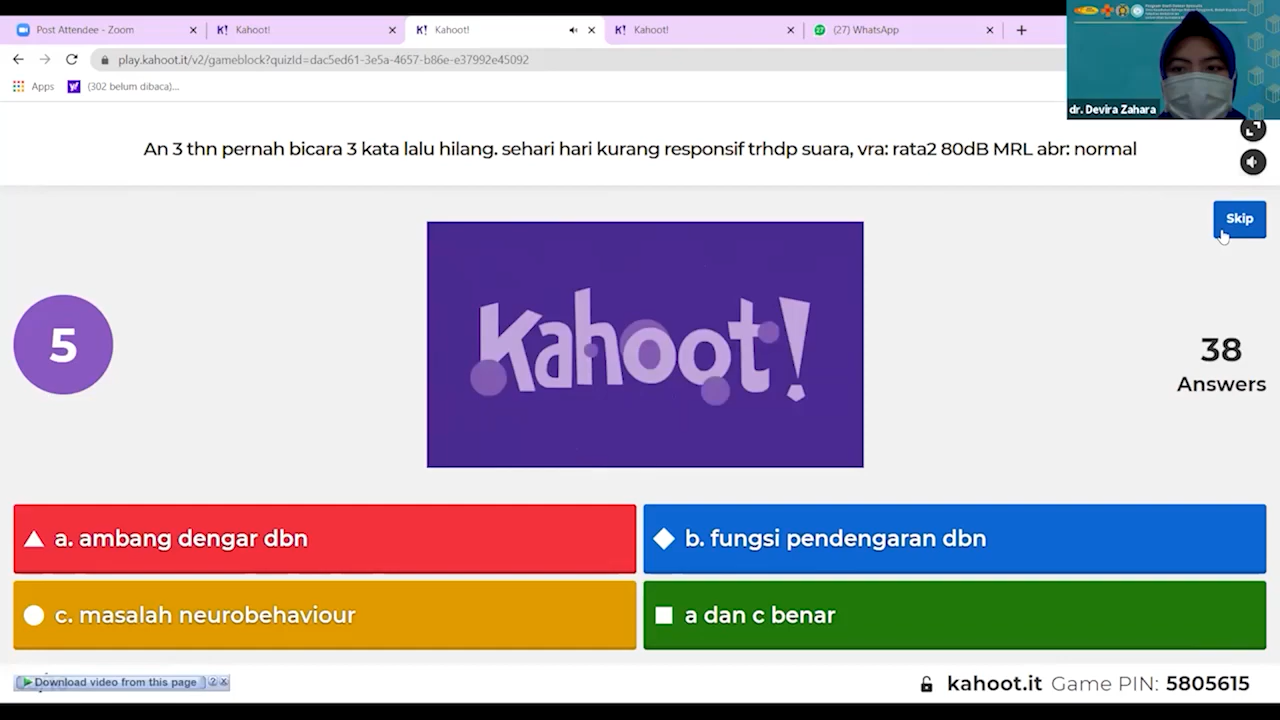 Post Attendee - Zoom
Kahoot!
Kahoot!
Kahoot!
(27) WhatsApp
play.kahoot.it/v2/gameblock?quizId=dac5ed61-3e5a-4657-b86e-e37992e45092
Apps
(302 belum dibaca)...
dr. Devira Zahara
An 3 thn pernah bicara 3 kata lalu hilang. sehari hari kurang responsif trhdp suara, vra: rata2 80dB MRL abr: normal
Skip
Kahoot!
5
38
Answers
a. ambang dengar dbn
b. fungsi pendengaran dbn
c. masalah neurobehaviour
a dan c benar
Download video from this page
kahoot.it Game PIN: 5805615